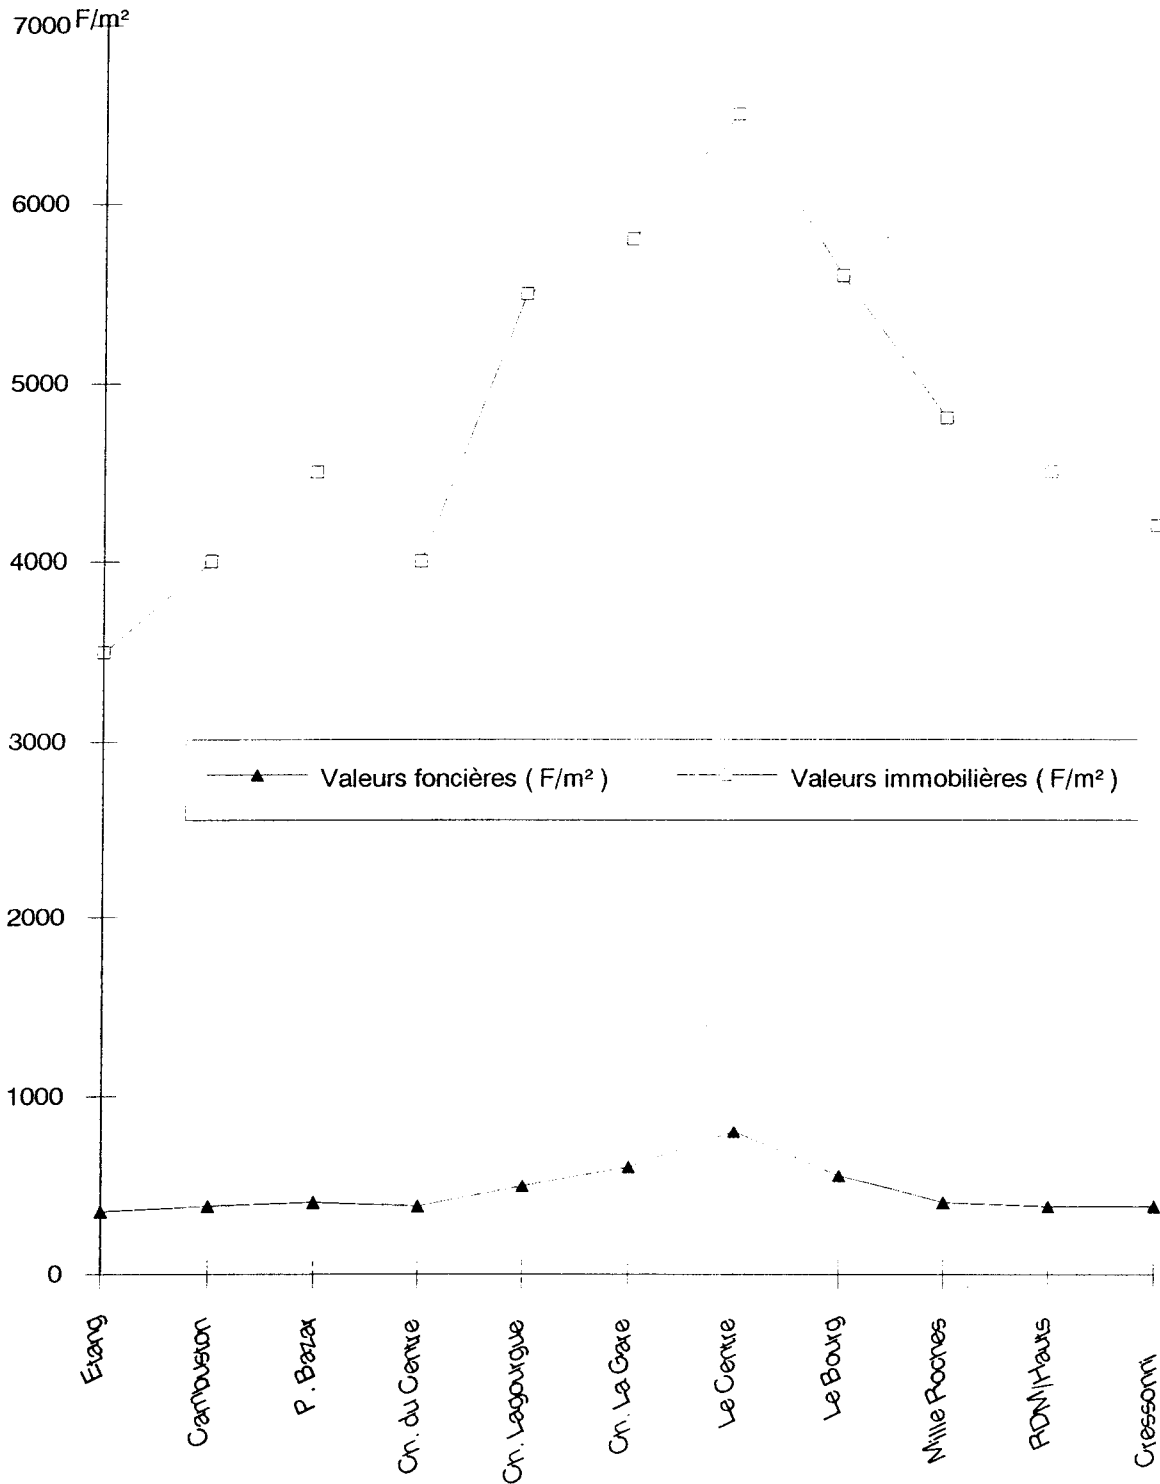 F/m²
7000
6000
5000
4000
3000
Valeurs foncières ( F/m² )
Valeurs immobilières ( F/m² )
2000
1000
0
Etang
Cambuston
P. Bazar
Ch. du Centre
Ch. Lagourgue
Ch. La Gare
Le Centre
Le Bourg
Mille Roches
RDM/Hauts
Cressonni